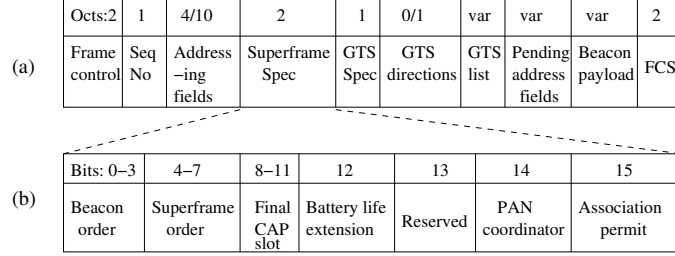 Octs:2 1 4/10 2 1 0/1 var var var 2
(a)
Frame control
Seq No
Address –ing fields
Superframe Spec
GTS Spec
GTS directions
GTS list
Pending address fields
Beacon payload
FCS
Bits: 0–3 4–7 8–11 12 13 14 15
(b)
Beacon order
Superframe order
Final CAP slot
Battery life extension
Reserved
PAN coordinator
Association permit